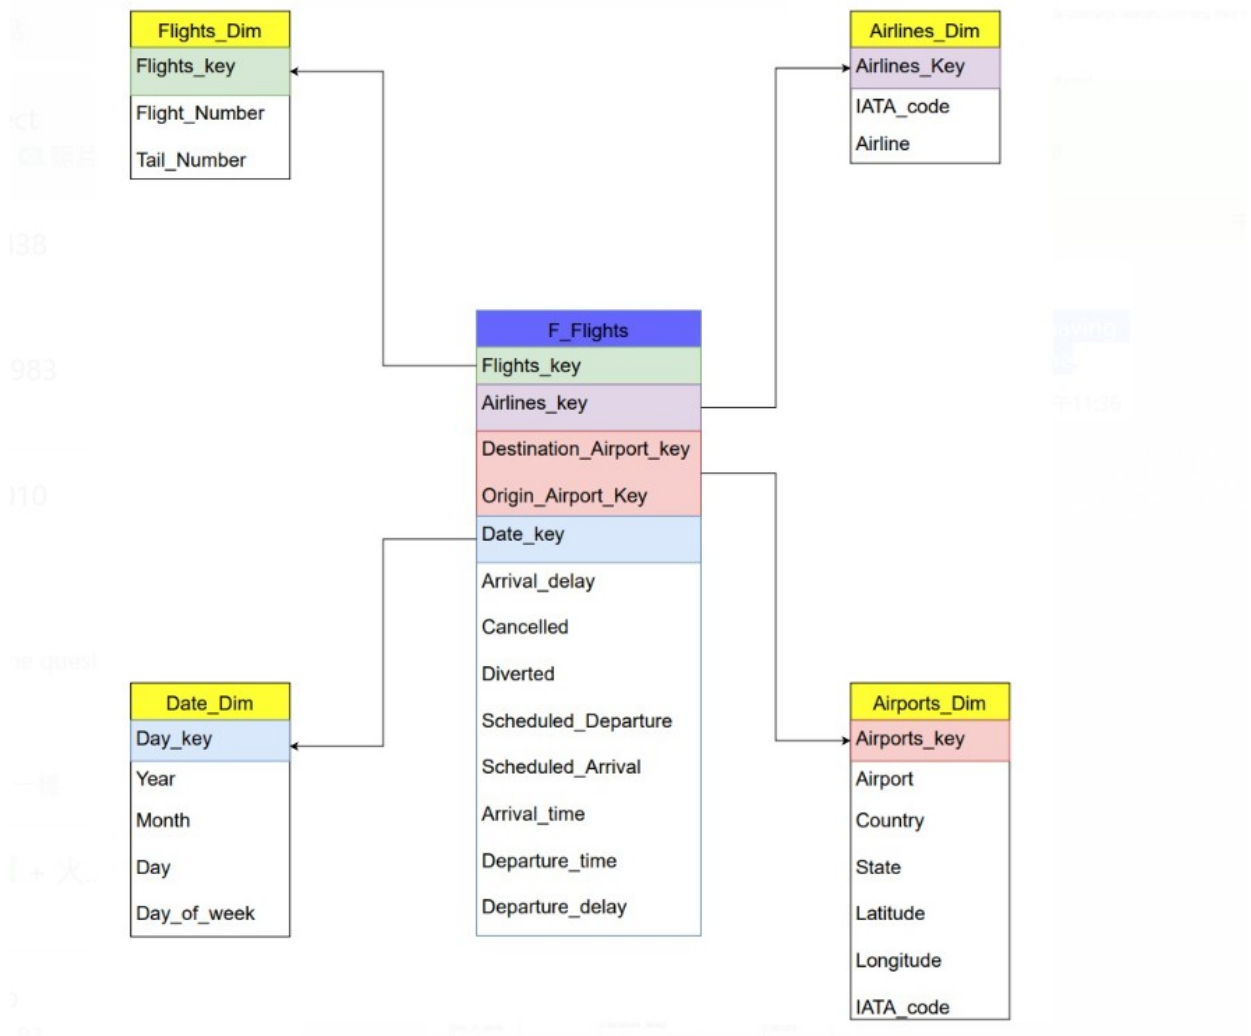 Flights_Dim
Flights_key
Flight_Number
Tail_Number
Airlines_Dim
Airlines_Key
IATA_code
Airline
F_Flights
Flights_key
Airlines_key
Destination_Airport_key
Origin_Airport_Key
Date_key
Arrival_delay
Cancelled
Diverted
Scheduled_Departure
Scheduled_Arrival
Arrival_time
Departure_time
Departure_delay
Date_Dim
Day_key
Year
Month
Day
Day_of_week
Airports_Dim
Airports_key
Airport
Country
State
Latitude
Longitude
IATA_code